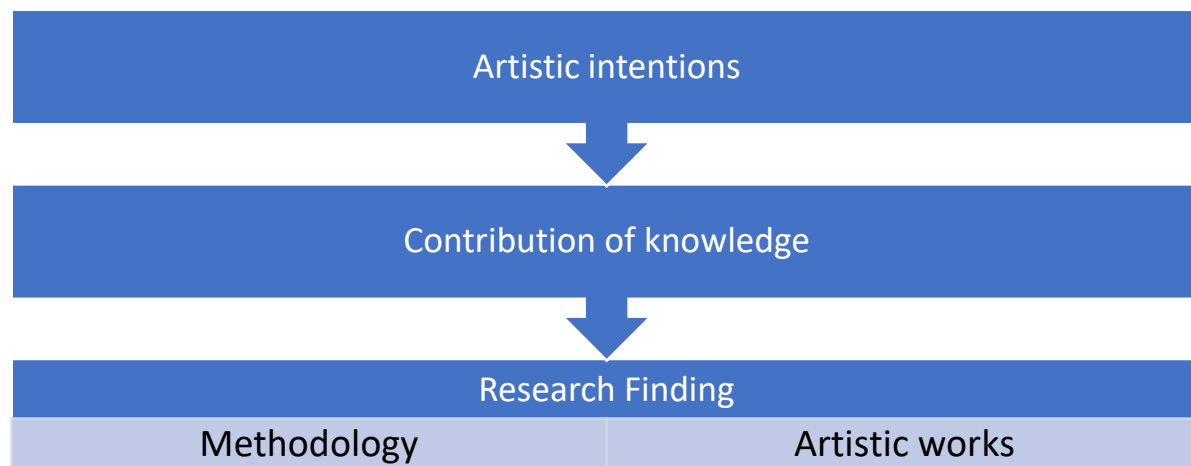 Artistic intentions
Contribution of knowledge
Research Finding
Methodology
Artistic works